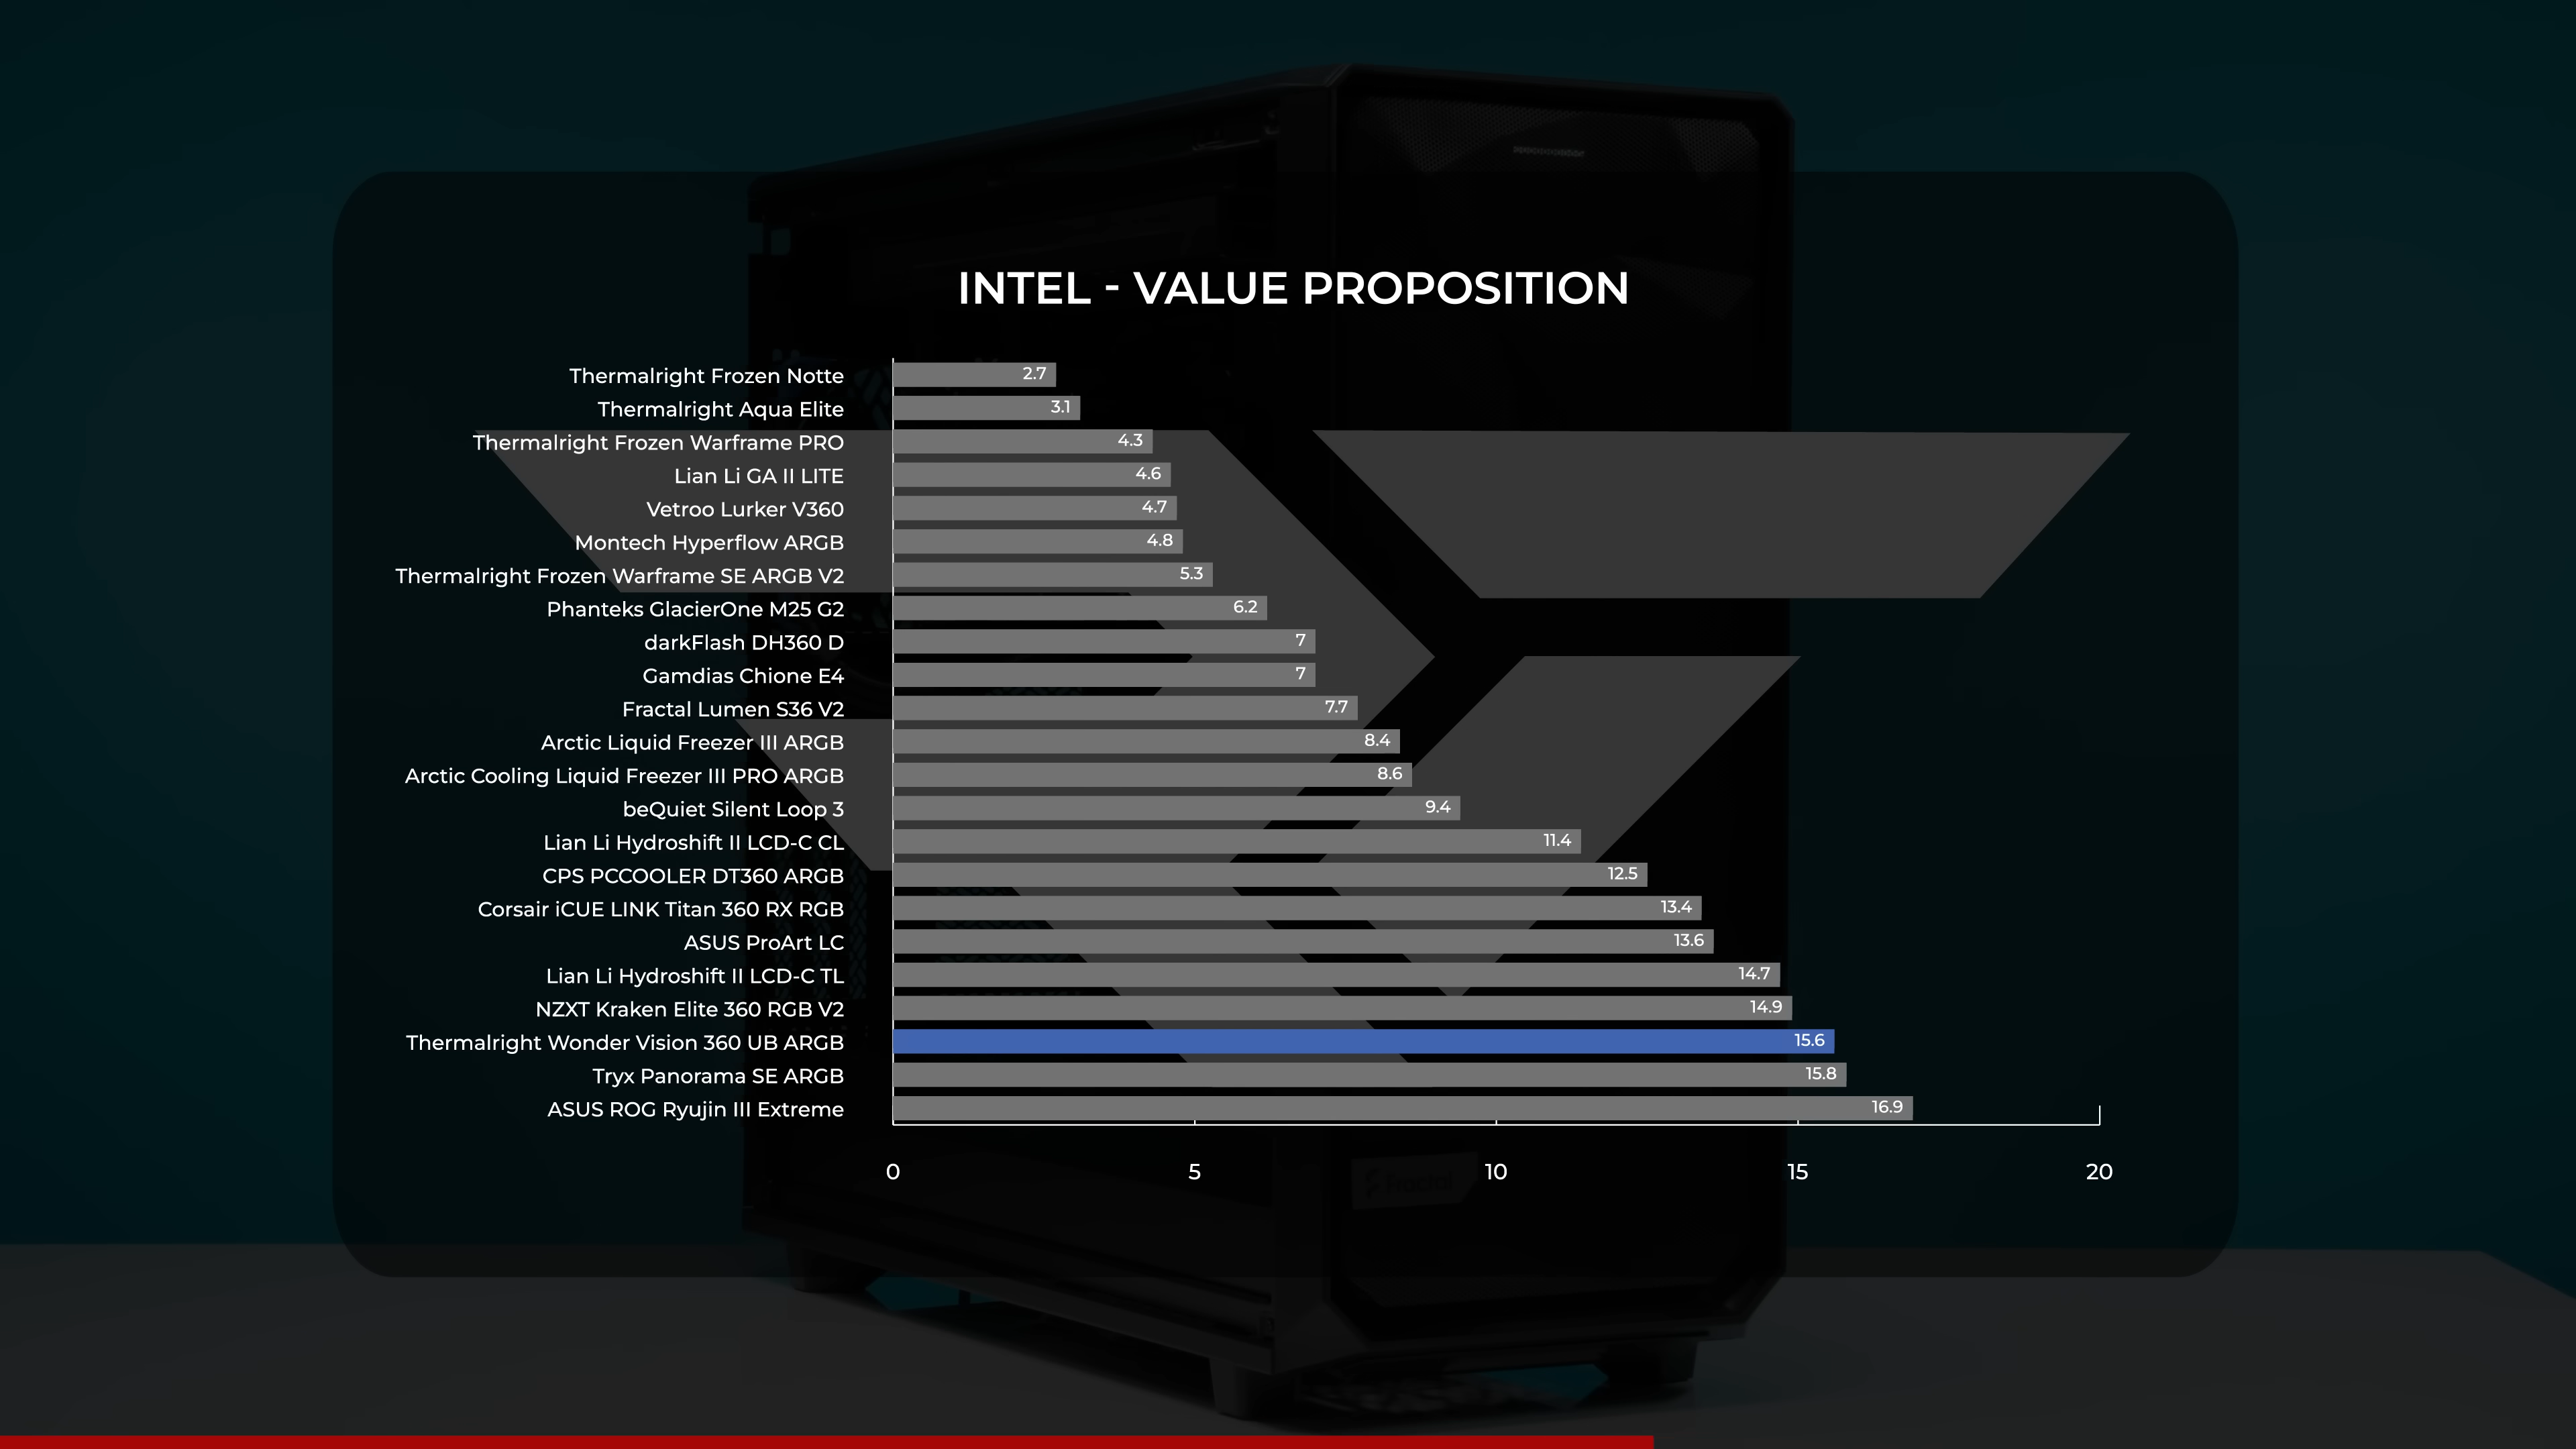 INTEL - VALUE PROPOSITION
Thermalright Frozen Notte 2.7
Thermalright Aqua Elite 3.1
Thermalright Frozen Warframe PRO 4.3
Lian Li GA II LITE 4.6
Vetroo Lurker V360 4.7
Montech Hyperflow ARGB 4.8
Thermalright Frozen Warframe SE ARGB V2 5.3
Phanteks GlacierOne M25 G2 6.2
darkFlash DH360 D 7
Gamdias Chione E4 7
Fractal Lumen S36 V2 7.7
Arctic Liquid Freezer III ARGB 8.4
Arctic Cooling Liquid Freezer III PRO ARGB 8.6
beQuiet Silent Loop 3 9.4
Lian Li Hydroshift II LCD-C CL 11.4
CPS PCCOOLER DT360 ARGB 12.5
Corsair iCUE LINK Titan 360 RX RGB 13.4
ASUS ProArt LC 13.6
Lian Li Hydroshift II LCD-C TL 14.7
NZXT Kraken Elite 360 RGB V2 14.9
Thermalright Wonder Vision 360 UB ARGB 15.6
Tryx Panorama SE ARGB 15.8
ASUS ROG Ryujin III Extreme 16.9
0 5 10 15 20